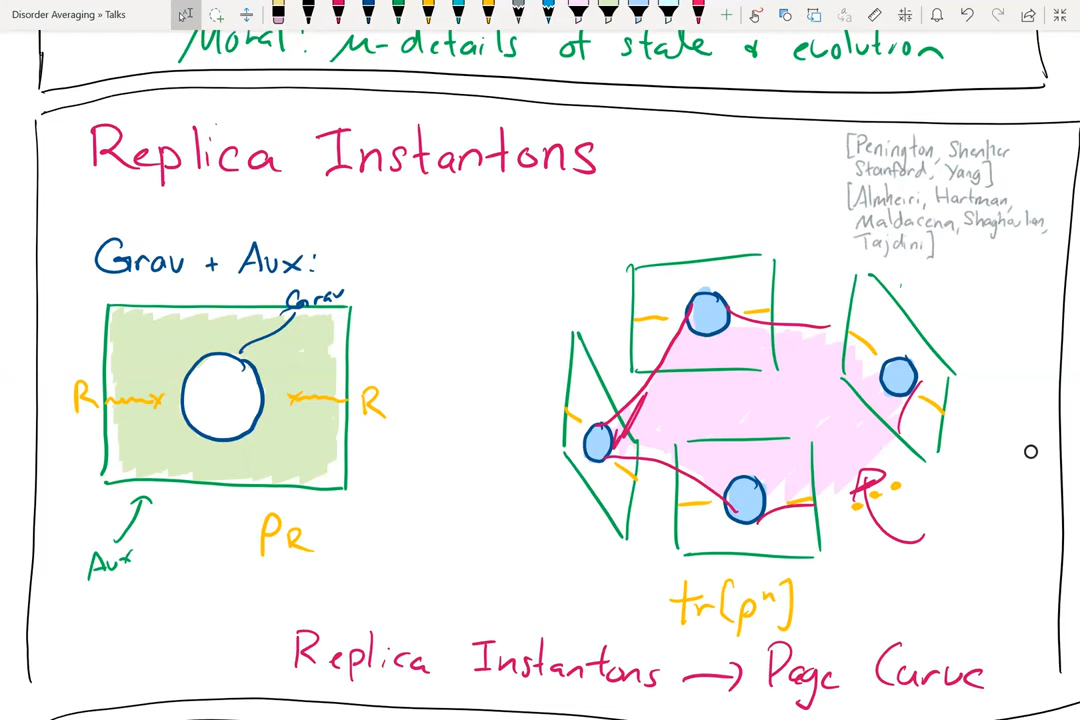 Disorder Averaging » Talks
Moral: μ-details of state & evolution
Replica Instantons
[Penington, Shenker
Stanford, Yang]
[Almheiri, Hartman,
Maldacena, Shaghoulian,
Tajdini]
Grav + Aux:
Grav
R
R
Aux
ρR
tr[ρⁿ]
Replica Instantons → Page Curve